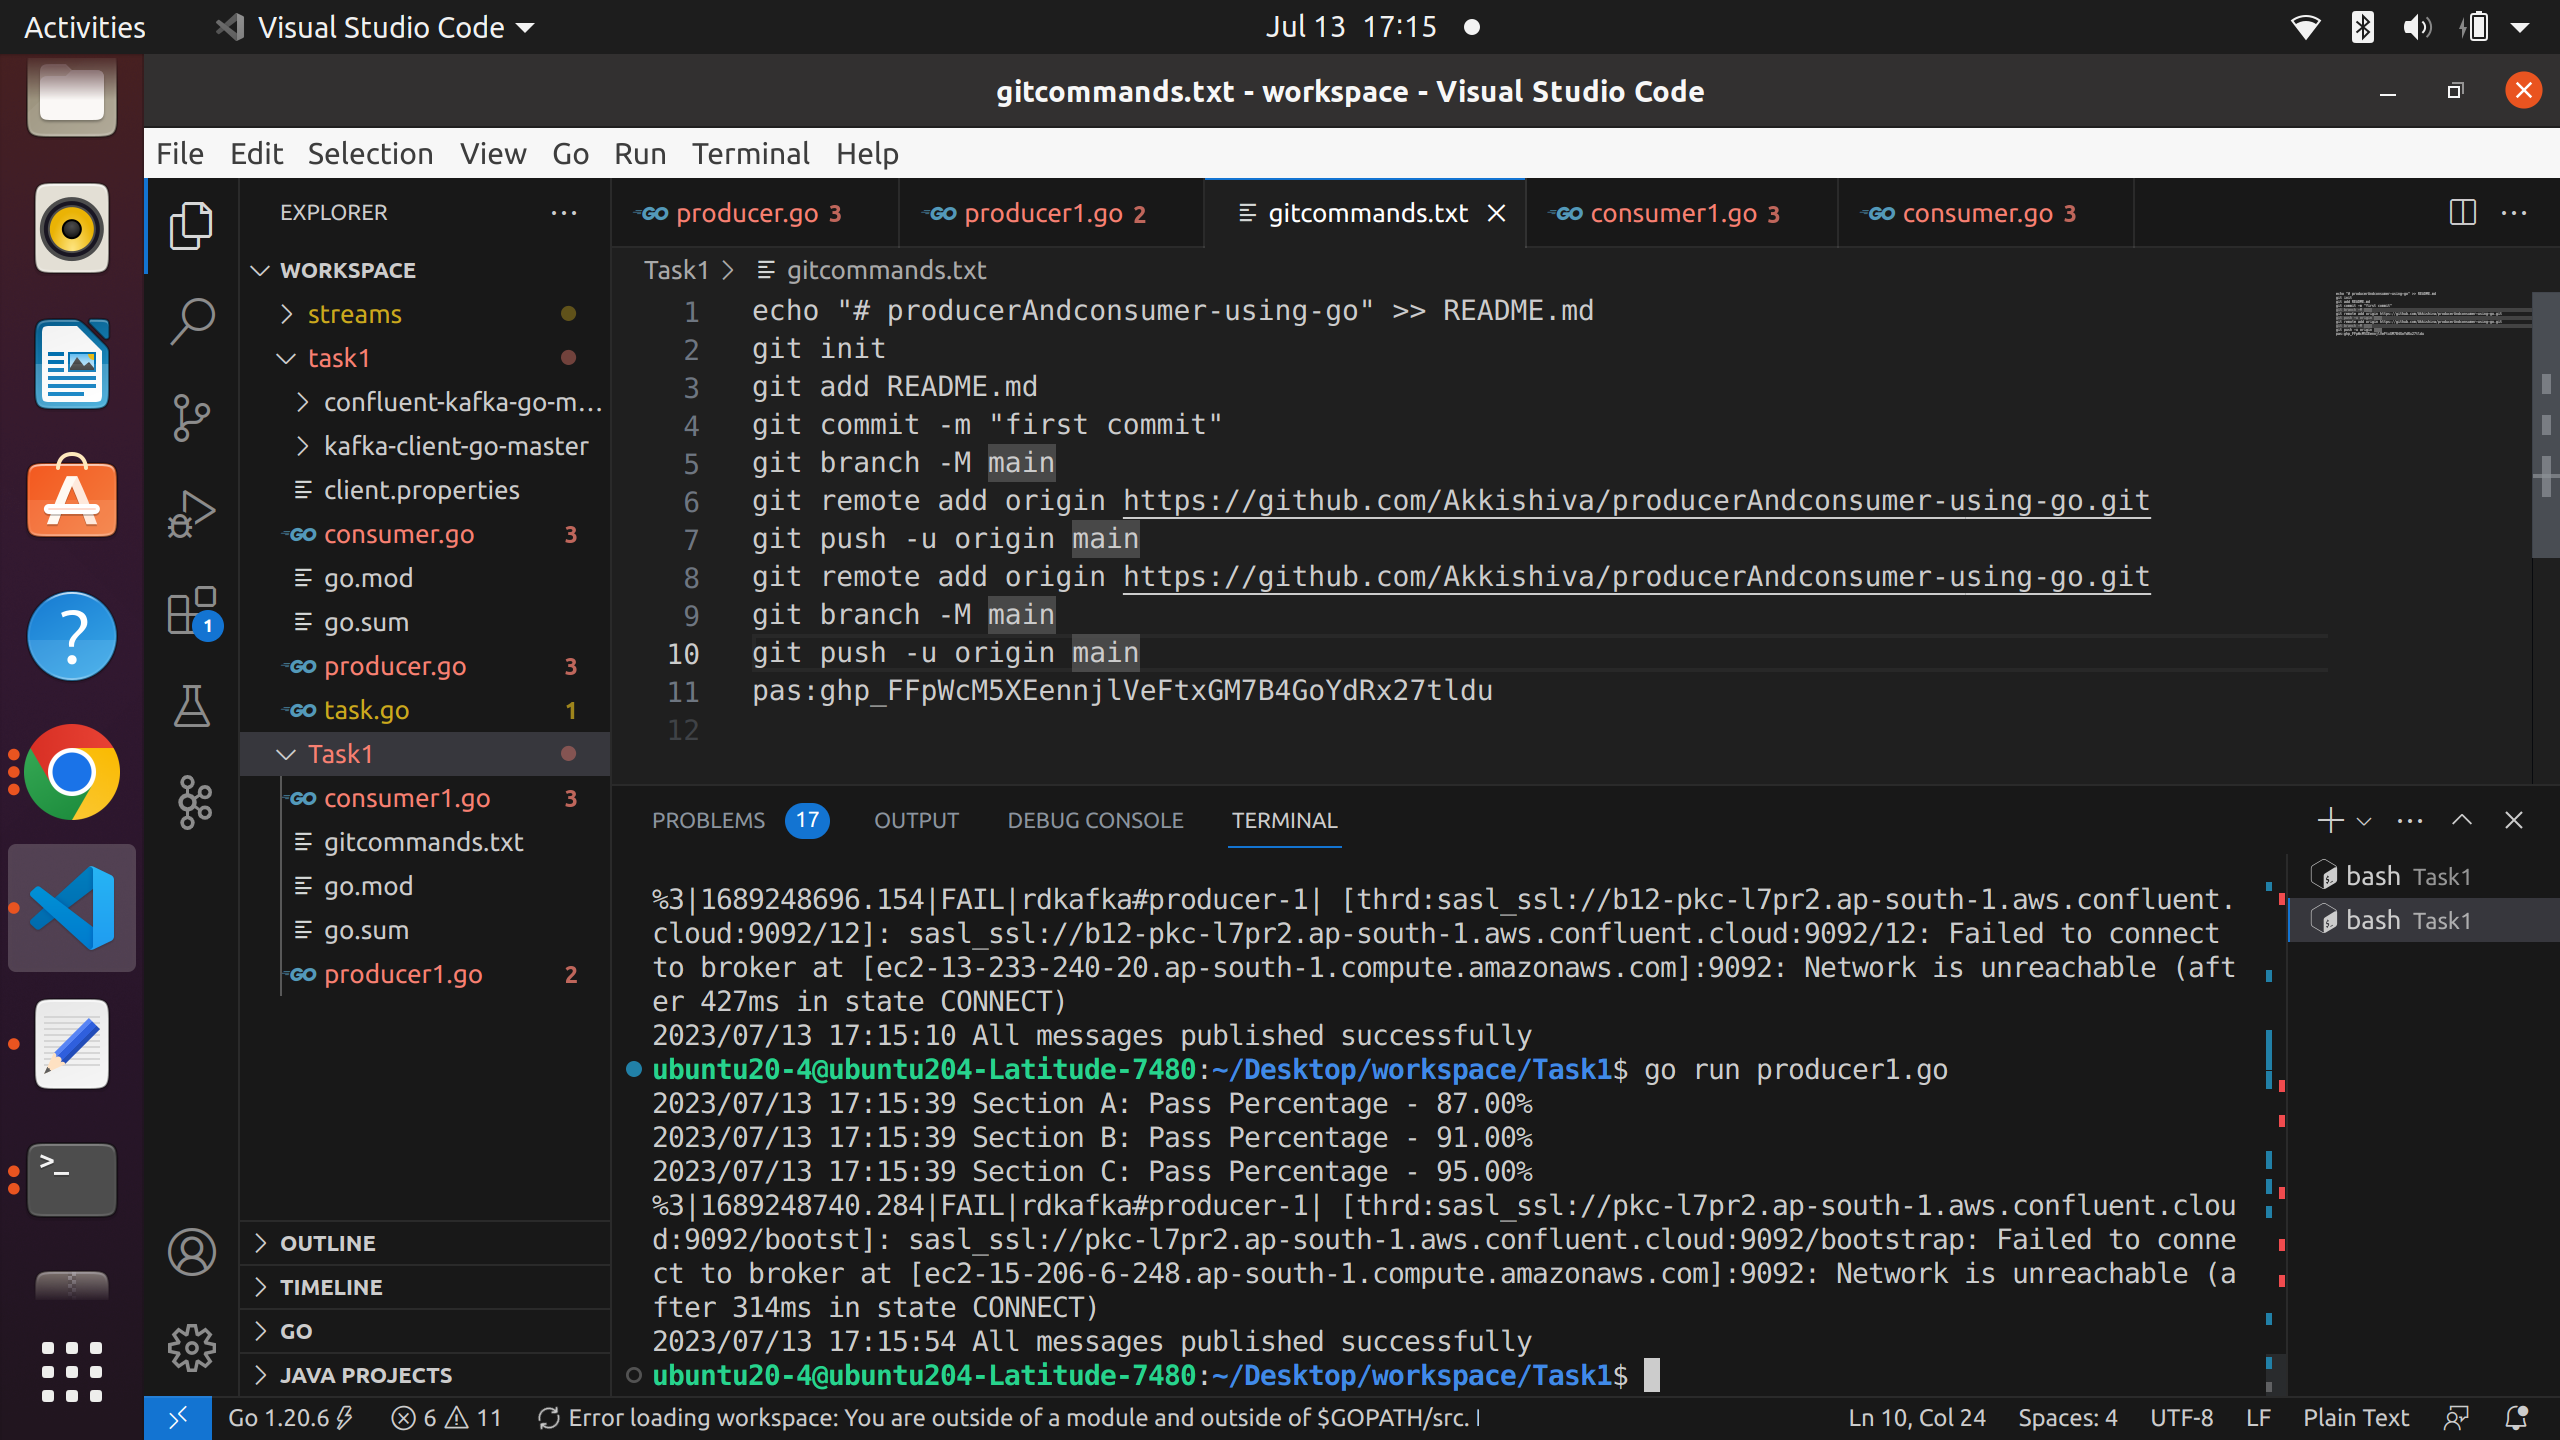 Activities
Visual Studio Code
Jul 13 17:15
gitcommands.txt - workspace - Visual Studio Code
File Edit Selection View Go Run Terminal Help
EXPLORER
WORKSPACE
streams
task1
confluent-kafka-go-m...
kafka-client-go-master
client.properties
GO consumer.go 3
go.mod
go.sum
GO producer.go 3
GO task.go 1
Task1
GO consumer1.go 3
gitcommands.txt
go.mod
go.sum
GO producer1.go 2
OUTLINE
TIMELINE
GO
JAVA PROJECTS
1
GO producer.go 3
GO producer1.go 2
gitcommands.txt
GO consumer1.go 3
GO consumer.go 3
Task1 > gitcommands.txt
1 echo "# producerAndconsumer-using-go" >> README.md
2 git init
3 git add README.md
4 git commit -m "first commit"
5 git branch -M main
6 git remote add origin https://github.com/Akkishiva/producerAndconsumer-using-go.git
7 git push -u origin main
8 git remote add origin https://github.com/Akkishiva/producerAndconsumer-using-go.git
9 git branch -M main
10 git push -u origin main
11 pas: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
12
PROBLEMS 17 OUTPUT DEBUG CONSOLE TERMINAL
%3|1689248696.154|FAIL|rdkafka#producer-1| [thrd:sasl_ssl://b12-pkc-l7pr2.ap-south-1.aws.confluent.
cloud:9092/12]: sasl_ssl://b12-pkc-l7pr2.ap-south-1.aws.confluent.cloud:9092/12: Failed to connect
to broker at [ec2-13-233-240-20.ap-south-1.compute.amazonaws.com]:9092: Network is unreachable (aft
er 427ms in state CONNECT)
2023/07/13 17:15:10 All messages published successfully
ubuntu20-4@ubuntu204-Latitude-7480:~/Desktop/workspace/Task1$ go run producer1.go
2023/07/13 17:15:39 Section A: Pass Percentage - 87.00%
2023/07/13 17:15:39 Section B: Pass Percentage - 91.00%
2023/07/13 17:15:39 Section C: Pass Percentage - 95.00%
%3|1689248740.284|FAIL|rdkafka#producer-1| [thrd:sasl_ssl://pkc-l7pr2.ap-south-1.aws.confluent.clou
d:9092/bootst]: sasl_ssl://pkc-l7pr2.ap-south-1.aws.confluent.cloud:9092/bootstrap: Failed to conne
ct to broker at [ec2-15-206-6-248.ap-south-1.compute.amazonaws.com]:9092: Network is unreachable (a
fter 314ms in state CONNECT)
2023/07/13 17:15:54 All messages published successfully
ubuntu20-4@ubuntu204-Latitude-7480:~/Desktop/workspace/Task1$
bash Task1
bash Task1
Go 1.20.6
6 11
Error loading workspace: You are outside of a module and outside of $GOPATH/src.
Ln 10, Col 24
Spaces: 4
UTF-8
LF
Plain Text